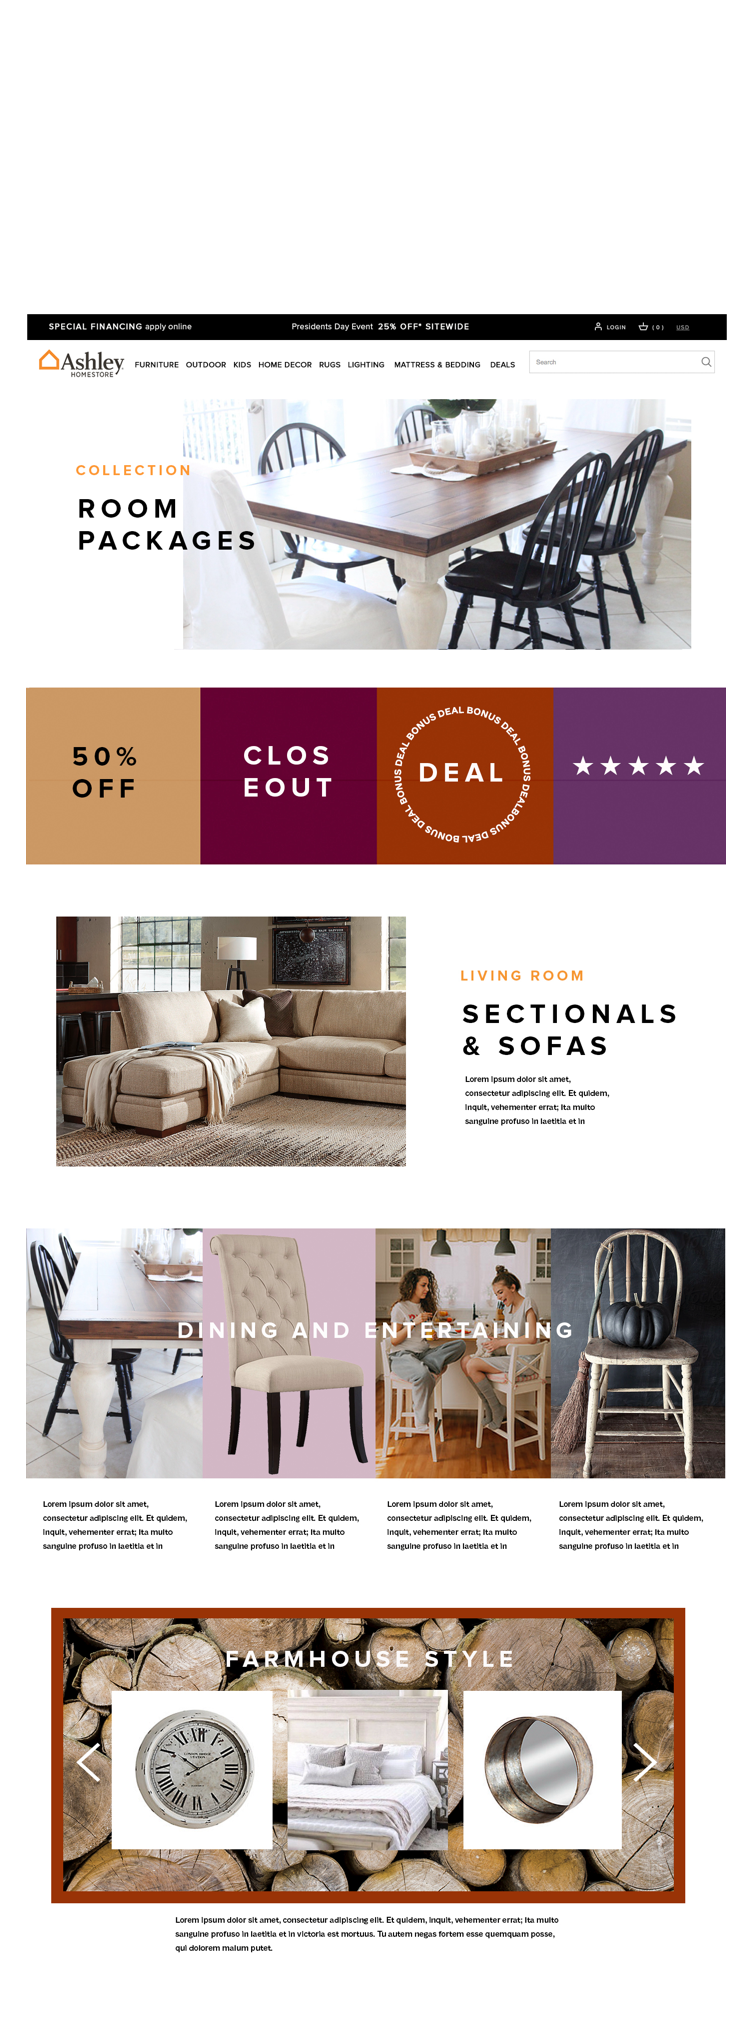 SPECIAL FINANCING apply online
Presidents Day Event 25% OFF* SITEWIDE
LOGIN
( 0 )
USD
Ashley
HOMESTORE
FURNITURE OUTDOOR KIDS HOME DECOR RUGS LIGHTING MATTRESS & BEDDING DEALS
Search
COLLECTION
ROOM
PACKAGES
50%
OFF
CLOS
EOUT
DEAL BONUS DEAL BONUS DEAL BONUS DEALBONUS DEAL BONUS DEAL BONUS DEAL BONUS
DEAL
LIVING ROOM
SECTIONALS
& SOFAS
Lorem ipsum dolor sit amet,
consectetur adipiscing elit. Et quidem,
inquit, vehementer errat; Ita multo
sanguine profuso in laetitia et in
DINING AND ENTERTAINING
Lorem ipsum dolor sit amet,
consectetur adipiscing elit. Et quidem,
inquit, vehementer errat; Ita multo
sanguine profuso in laetitia et in
Lorem ipsum dolor sit amet,
consectetur adipiscing elit. Et quidem,
inquit, vehementer errat; Ita multo
sanguine profuso in laetitia et in
Lorem ipsum dolor sit amet,
consectetur adipiscing elit. Et quidem,
inquit, vehementer errat; Ita multo
sanguine profuso in laetitia et in
Lorem ipsum dolor sit amet,
consectetur adipiscing elit. Et quidem,
inquit, vehementer errat; Ita multo
sanguine profuso in laetitia et in
FARMHOUSE STYLE
Lorem ipsum dolor sit amet, consectetur adipiscing elit. Et quidem, inquit, vehementer errat; Ita multo
sanguine profuso in laetitia et in victoria est mortuus. Tu autem negas fortem esse quemquam posse,
qui dolorem malum putet.